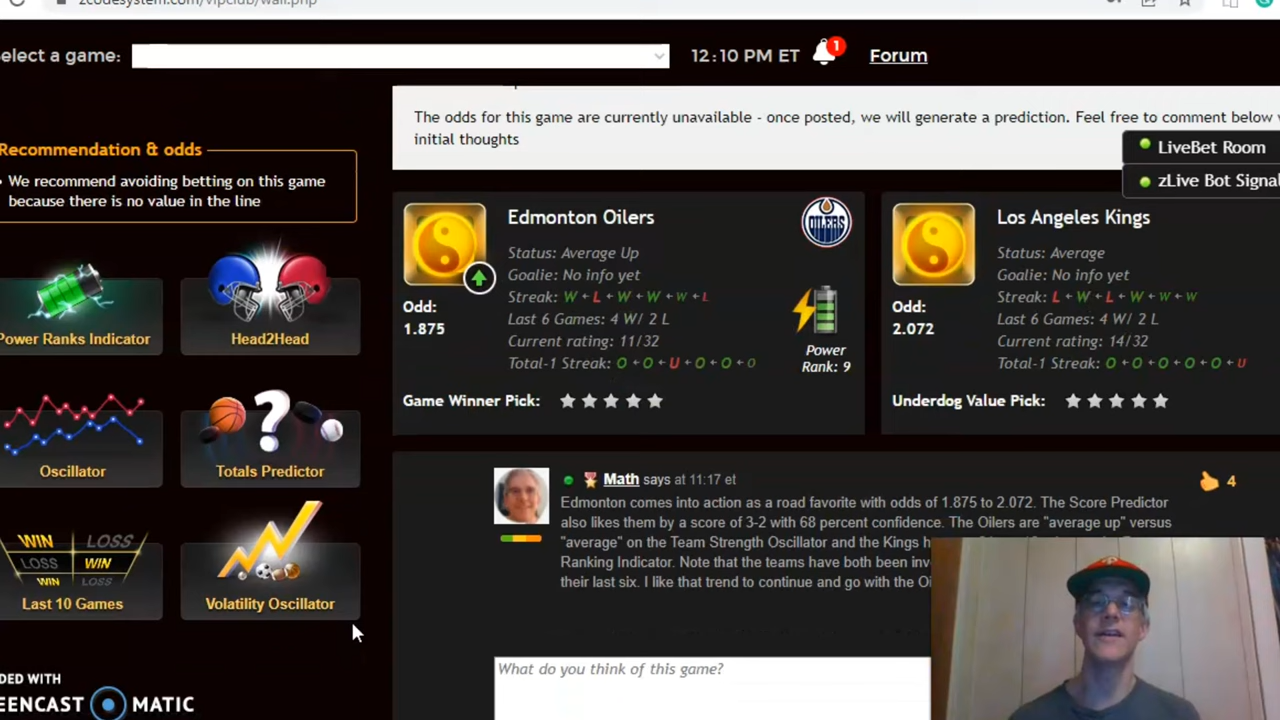 zcodesystem.com/vipclub/wall.php
elect a game:
12:10 PM ET
1
Forum
The odds for this game are currently unavailable - once posted, we will generate a prediction. Feel free to comment below
initial thoughts
LiveBet Room
zLive Bot Signal
Recommendation & odds
We recommend avoiding betting on this game
because there is no value in the line
Power Ranks Indicator
Head2Head
Oscillator
Totals Predictor
WIN LOSS
LOSS WIN
WIN LOSS
Last 10 Games
Volatility Oscillator
Edmonton Oilers
OILERS
Status: Average Up
Goalie: No info yet
Streak: W L W W W L
Last 6 Games: 4 W/ 2 L
Current rating: 11/32
Total-1 Streak: O O U O O O
Odd:
1.875
Power
Rank: 9
Game Winner Pick:
Los Angeles Kings
Status: Average
Goalie: No info yet
Streak: L W L W W W
Last 6 Games: 4 W/ 2 L
Current rating: 14/32
Total-1 Streak: O O O O O U
Odd:
2.072
Underdog Value Pick:
Math says at 11:17 et
4
Edmonton comes into action as a road favorite with odds of 1.875 to 2.072. The Score Predictor
also likes them by a score of 3-2 with 68 percent confidence. The Oilers are "average up" versus
"average" on the Team Strength Oscillator and the Kings h
Ranking Indicator. Note that the teams have both been inv
their last six. I like that trend to continue and go with the O
What do you think of this game?
DED WITH
EENCAST MATIC